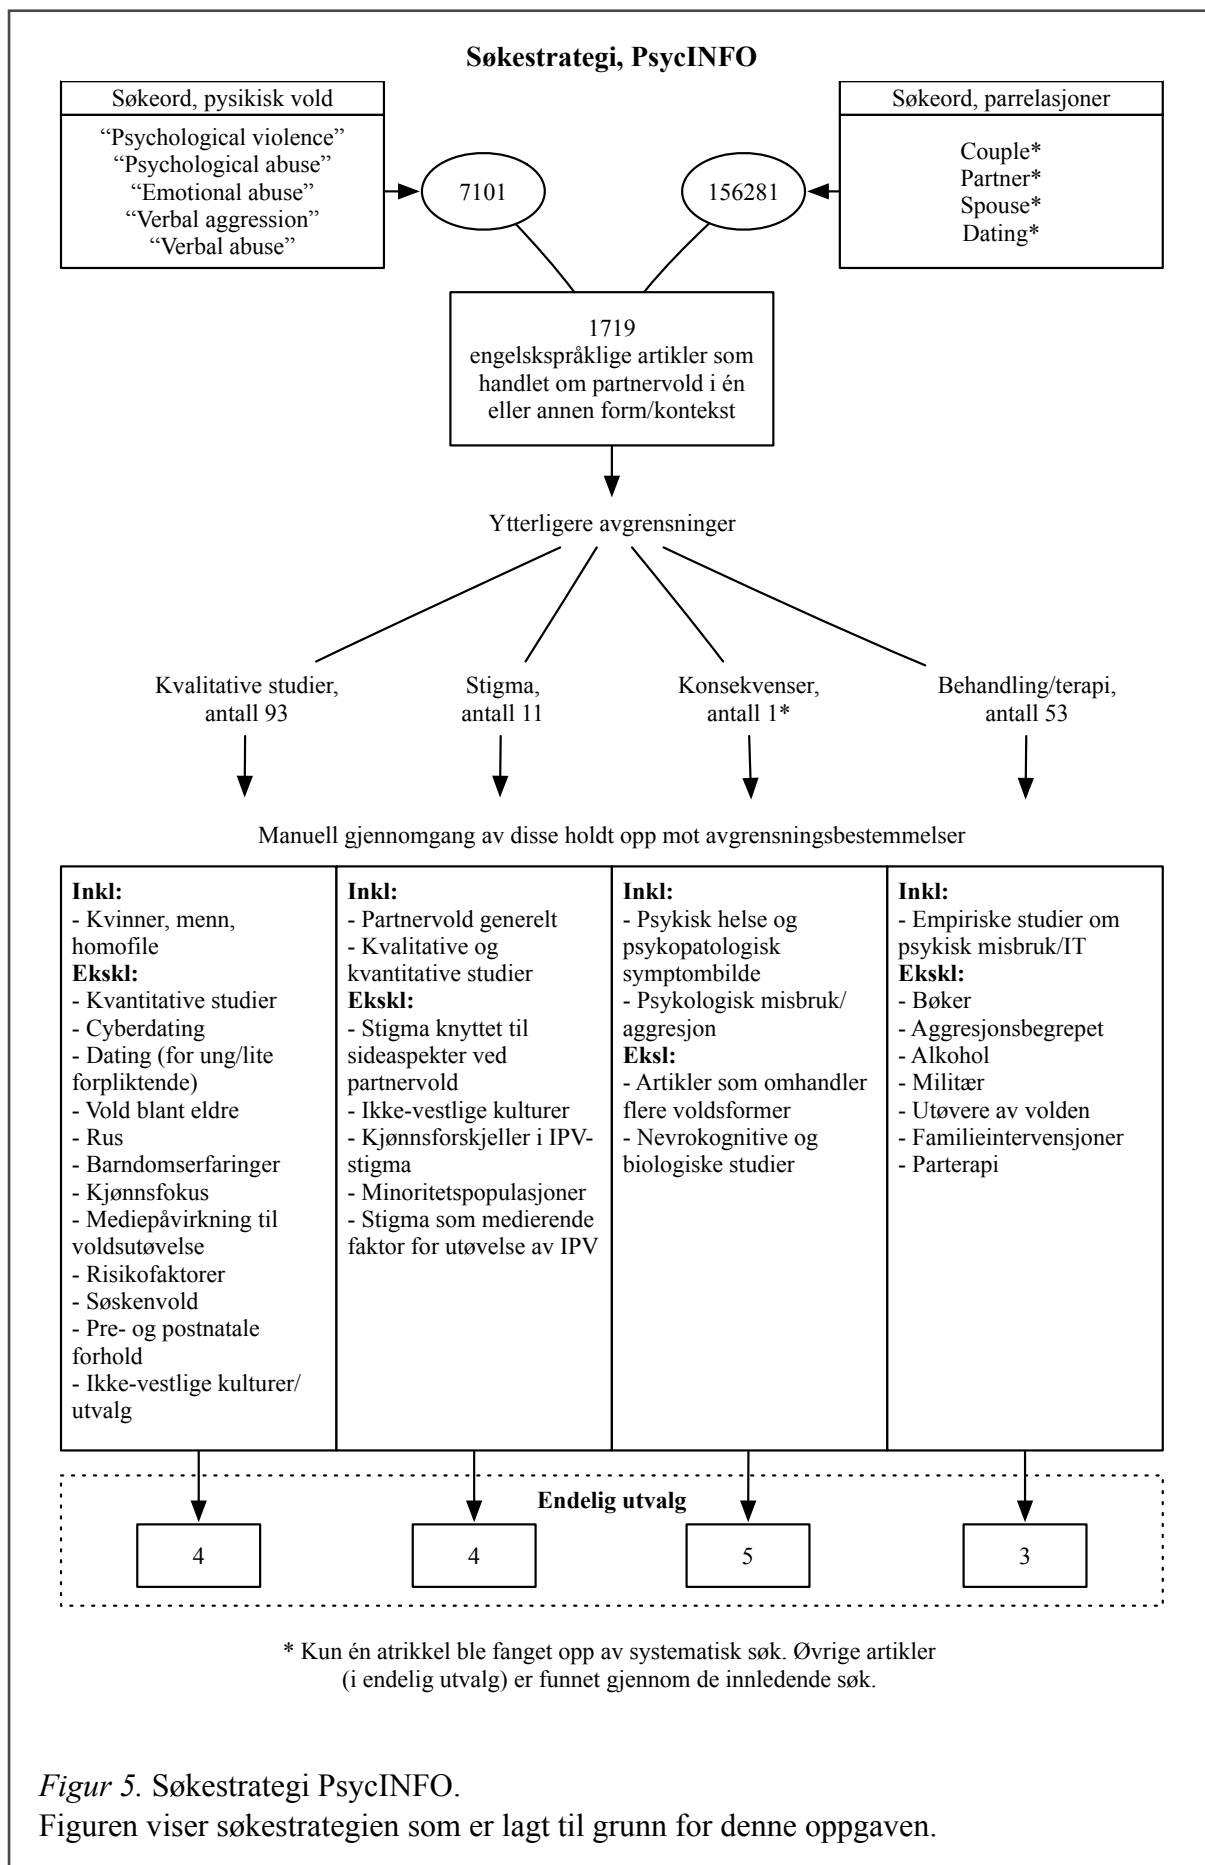 Søkestrategi, PsycINFO
Søkeord, pysikisk vold
“Psychological violence”
“Psychological abuse”
“Emotional abuse”
“Verbal aggression”
“Verbal abuse”
7101
156281
Søkeord, parrelasjoner
Couple*
Partner*
Spouse*
Dating*
1719
engelskspråklige artikler som
handlet om partnervold i én
eller annen form/kontekst
Ytterligere avgrensninger
Kvalitative studier,
antall 93
Stigma,
antall 11
Konsekvenser,
antall 1*
Behandling/terapi,
antall 53
Manuell gjennomgang av disse holdt opp mot avgrensningsbestemmelser
Inkl:
- Kvinner, menn,
homofile
Ekskl:
- Kvantitative studier
- Cyberdating
- Dating (for ung/lite
forpliktende)
- Vold blant eldre
- Rus
- Barndomserfaringer
- Kjønnsfokus
- Mediepåvirkning til
voldsutøvelse
- Risikofaktorer
- Søskenvold
- Pre- og postnatale
forhold
- Ikke-vestlige kulturer/
utvalg
Inkl:
- Partnervold generelt
- Kvalitative og
kvantitative studier
Ekskl:
- Stigma knyttet til
sideaspekter ved
partnervold
- Ikke-vestlige kulturer
- Kjønnsforskjeller i IPV-
stigma
- Minoritetspopulasjoner
- Stigma som medierende
faktor for utøvelse av IPV
Inkl:
- Psykisk helse og
psykopatologisk
symptombilde
- Psykologisk misbruk/
aggresjon
Eksl:
- Artikler som omhandler
flere voldsformer
- Nevrokognitive og
biologiske studier
Inkl:
- Empiriske studier om
psykisk misbruk/IT
Ekskl:
- Bøker
- Aggresjonsbegrepet
- Alkohol
- Militær
- Utøvere av volden
- Familieintervensjoner
- Parterapi
Endelig utvalg
4
4
5
3
* Kun én atrikkel ble fanget opp av systematisk søk. Øvrige artikler
(i endelig utvalg) er funnet gjennom de innledende søk.
Figur 5. Søkestrategi PsycINFO.
Figuren viser søkestrategien som er lagt til grunn for denne oppgaven.